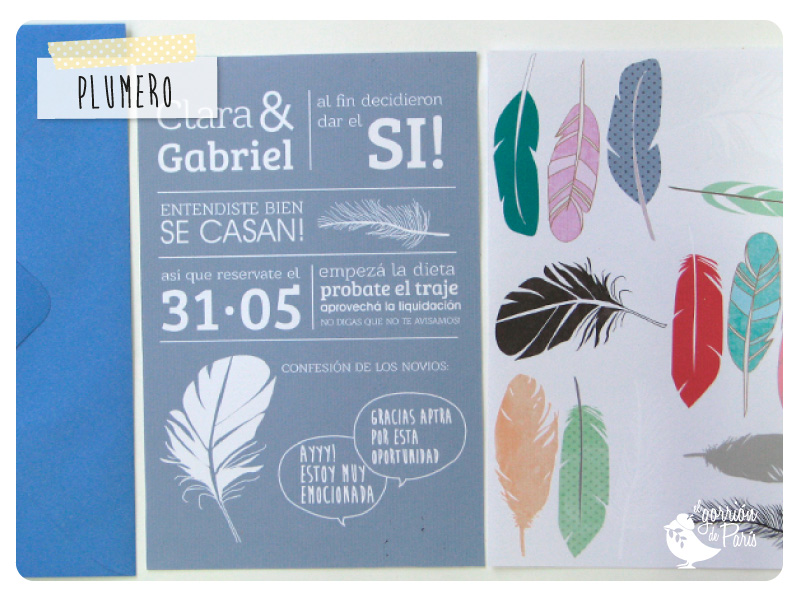 PLUMERO
Clara &
Gabriel
al fin decidieron
dar el
SI!
ENTENDISTE BIEN
SE CASAN!
asi que reservate el
31·05
empezá la dieta
probate el traje
aprovechá la liquidación
NO DIGAS QUE NO TE AVISAMOS!
CONFESIÓN DE LOS NOVIOS:
AYYY!
ESTOY MUY
EMOCIONADA
GRACIAS APTRA
POR ESTA
OPORTUNIDAD
el gorrión
de París